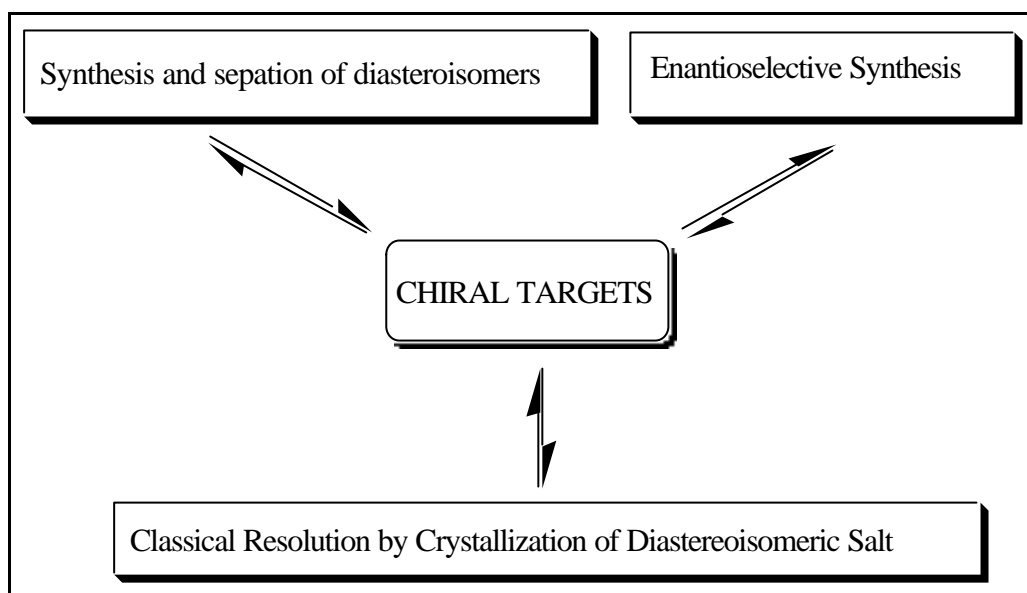 Synthesis and sepation of diasteroisomers
Enantioselective Synthesis
CHIRAL TARGETS
Classical Resolution by Crystallization of Diastereoisomeric Salt